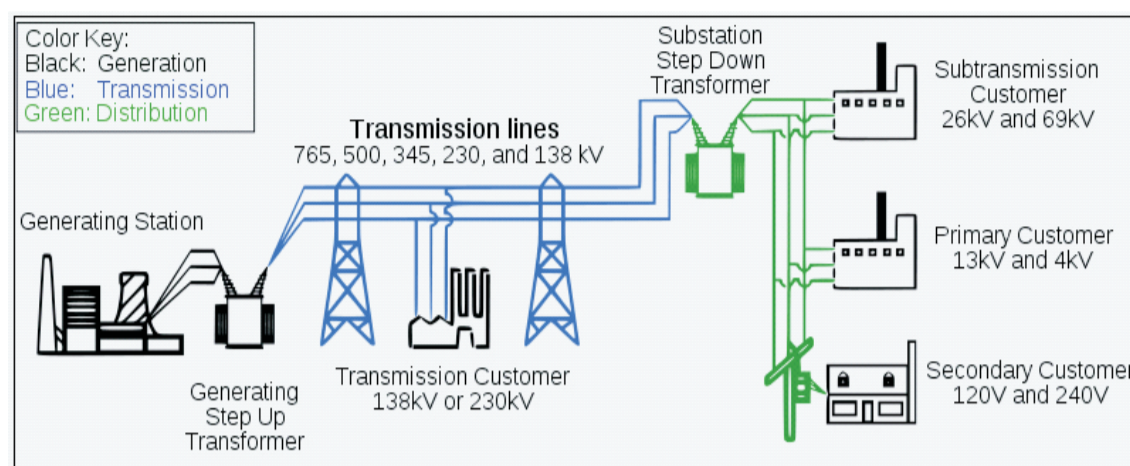 Color Key:
Black: Generation
Blue: Transmission
Green: Distribution
Substation
Step Down
Transformer
Subtransmission
Customer
26kV and 69kV
Transmission lines
765, 500, 345, 230, and 138 kV
Generating Station
Primary Customer
13kV and 4kV
Transmission Customer
138kV or 230kV
Generating
Step Up
Transformer
Secondary Customer
120V and 240V